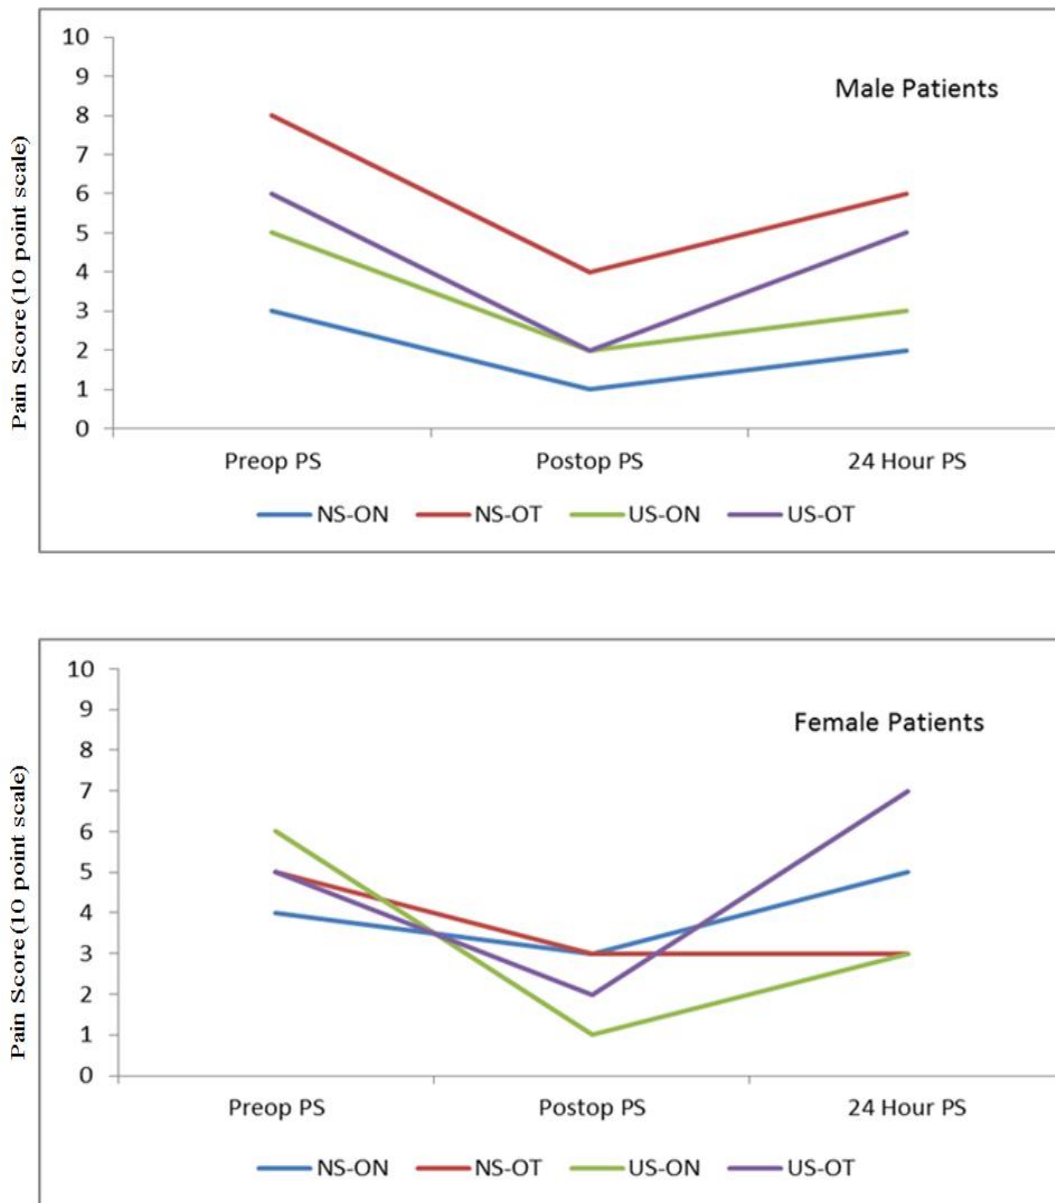 Male Patients
Pain Score (10 point scale)
10
9
8
7
6
5
4
3
2
1
0
Preop PS Postop PS 24 Hour PS
NS-ON NS-OT US-ON US-OT
Female Patients
Pain Score (10 point scale)
10
9
8
7
6
5
4
3
2
1
0
Preop PS Postop PS 24 Hour PS
NS-ON NS-OT US-ON US-OT